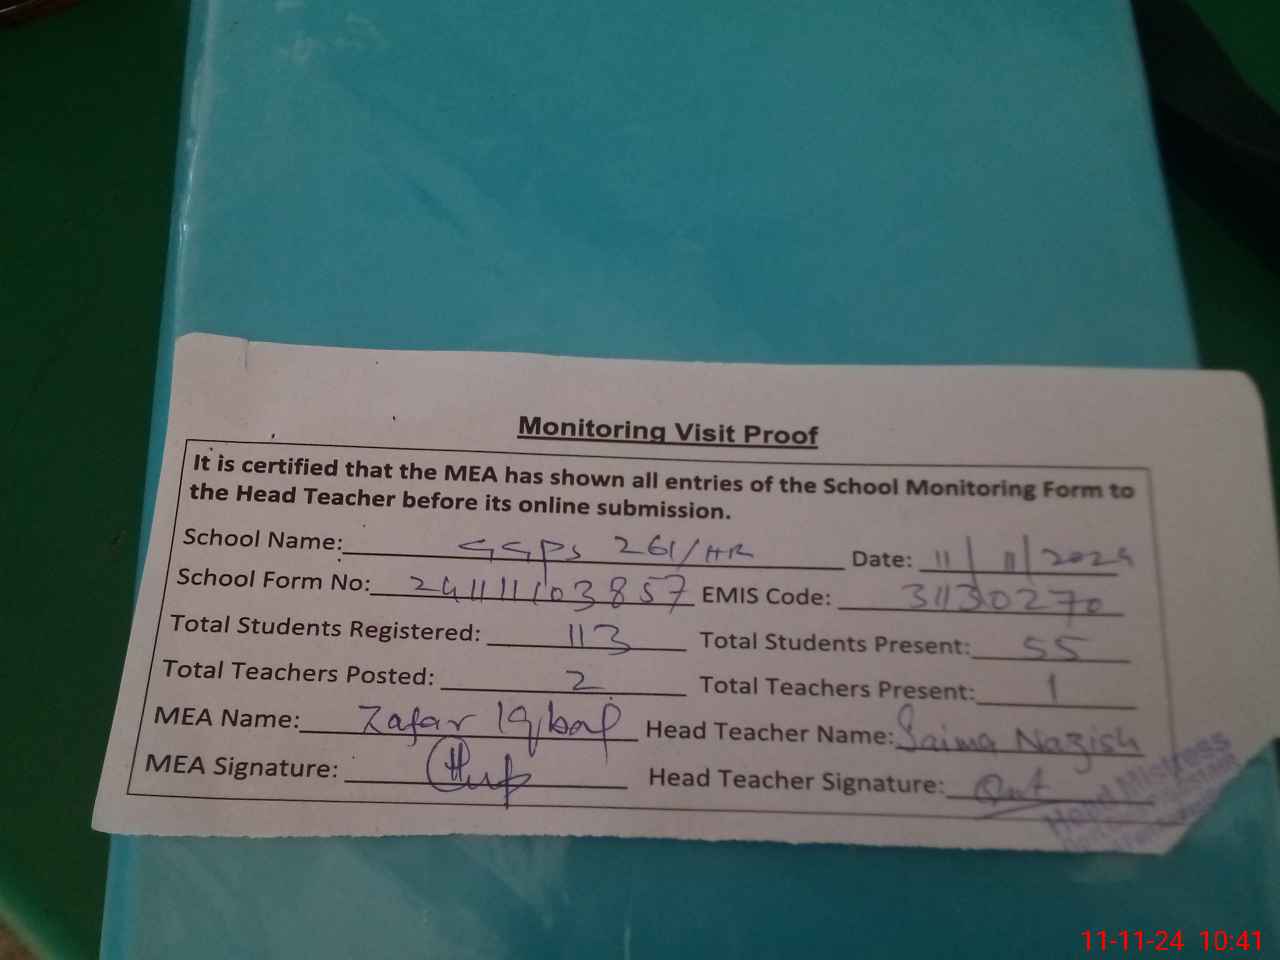 Monitoring Visit Proof
It is certified that the MEA has shown all entries of the School Monitoring Form to
the Head Teacher before its online submission.
School Name: GGPS 261/HR Date: 11/11/2024
School Form No: 241111103857 EMIS Code: 31130270
Total Students Registered: 113 Total Students Present: 55
Total Teachers Posted: 2 Total Teachers Present: 1
MEA Name: Zafar Iqbal Head Teacher Name: Saima Nazish
MEA Signature: Head Teacher Signature:
Head Mistress
11-11-24 10:41